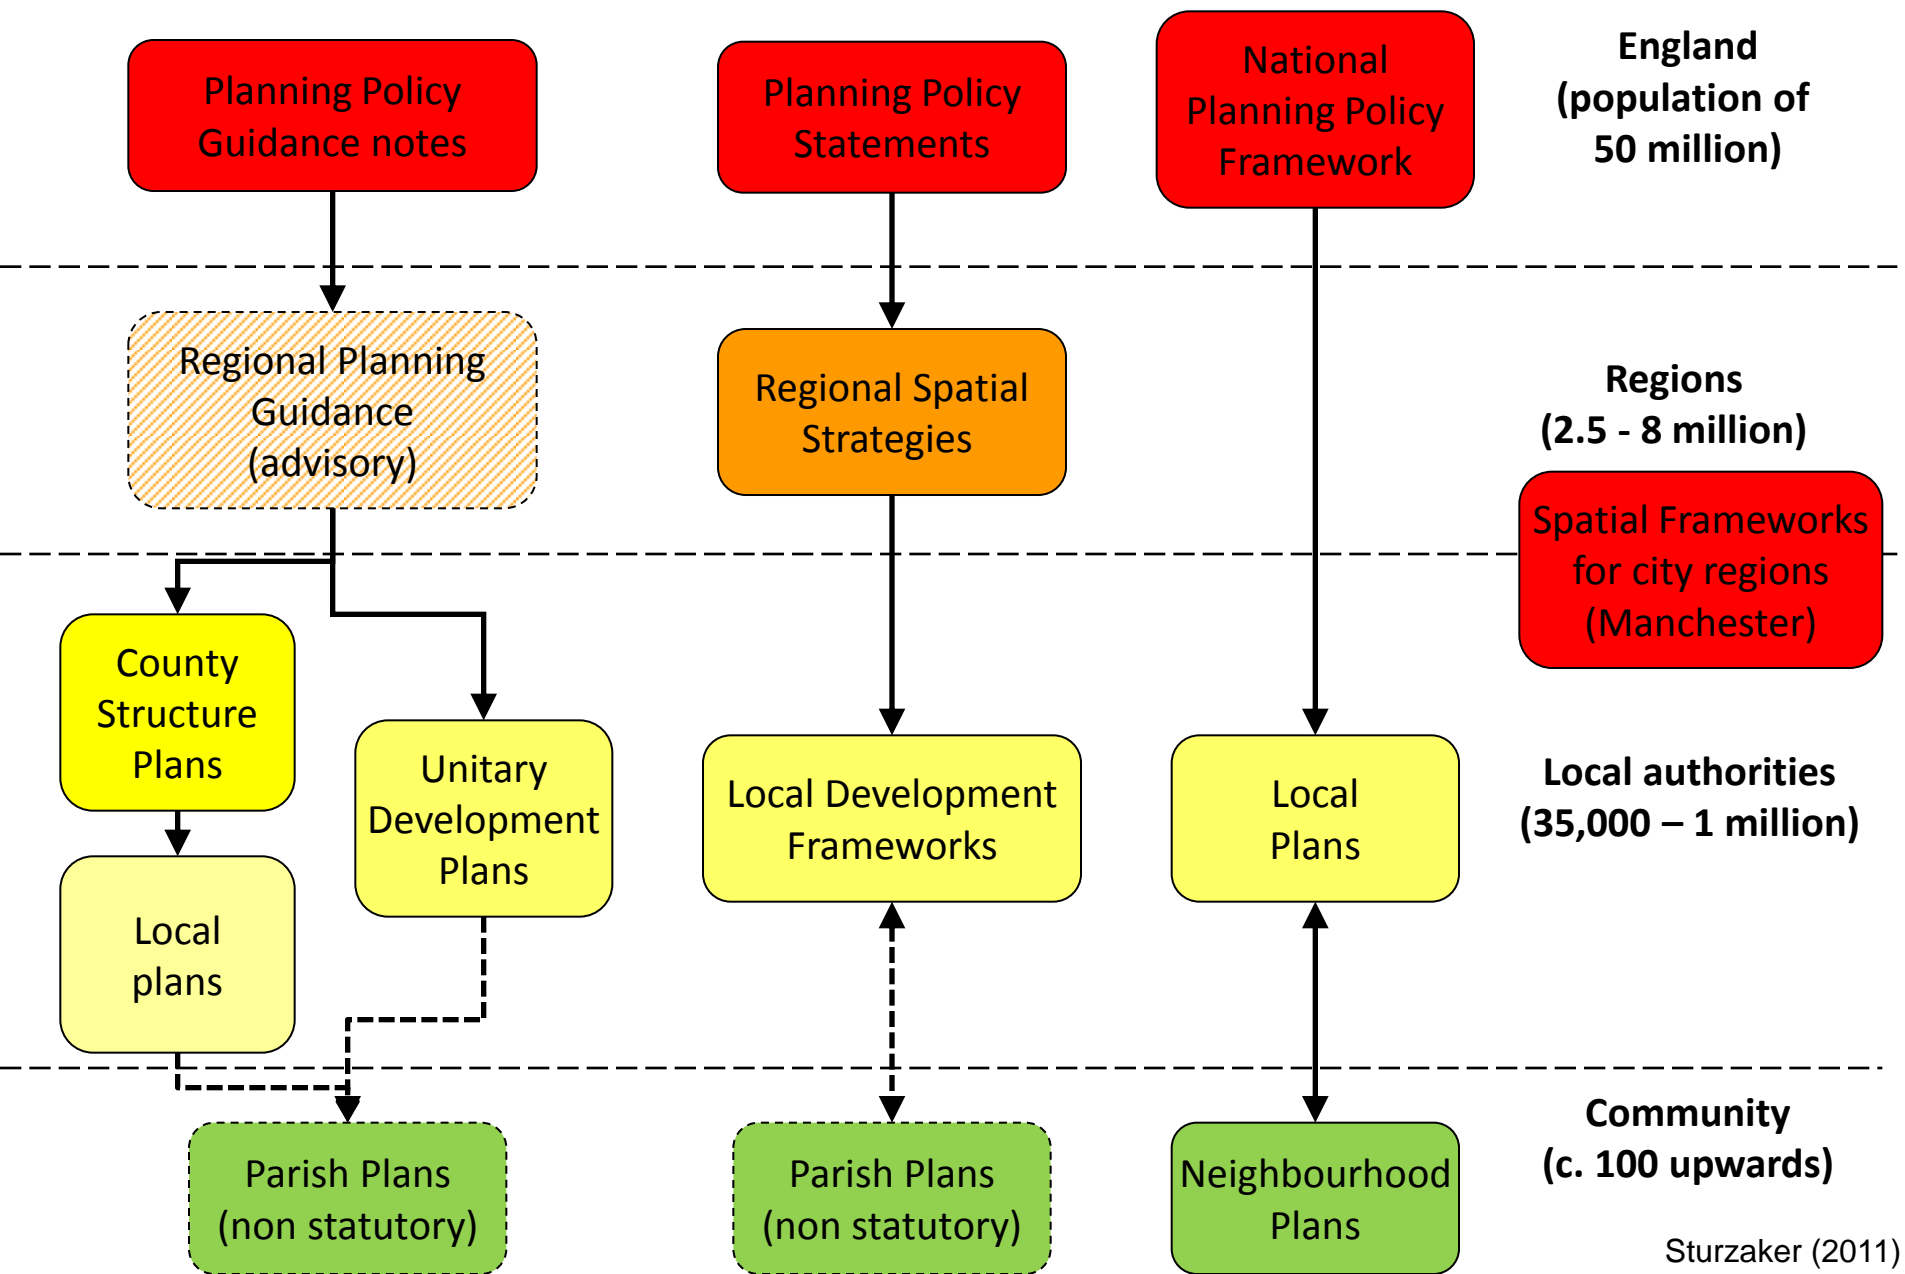 Planning Policy
Guidance notes
Planning Policy
Statements
National
Planning Policy
Framework
England
(population of
50 million)
Regional Planning
Guidance
(advisory)
Regional Spatial
Strategies
Regions
(2.5 - 8 million)
Spatial Frameworks
for city regions
(Manchester)
County
Structure
Plans
Unitary
Development
Plans
Local Development
Frameworks
Local
Plans
Local authorities
(35,000 – 1 million)
Local
plans
Parish Plans
(non statutory)
Parish Plans
(non statutory)
Neighbourhood
Plans
Community
(c. 100 upwards)
Sturzaker (2011)